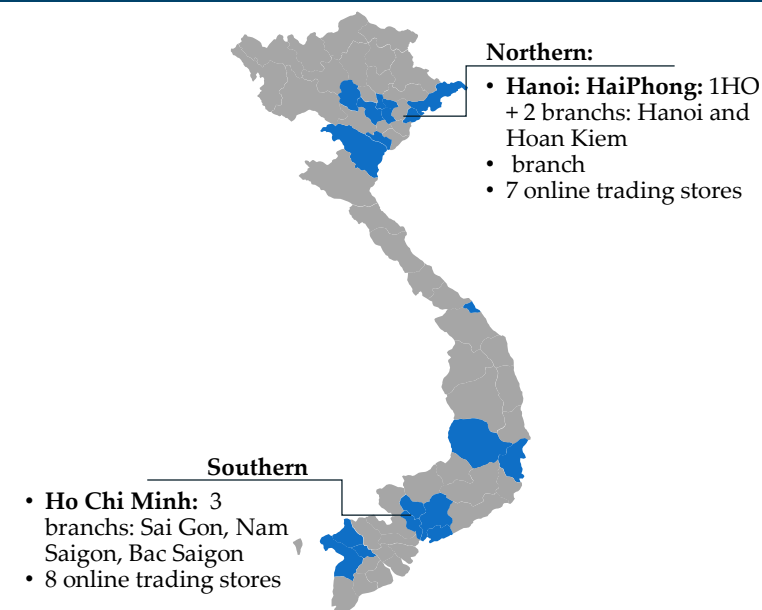 Northern:
• Hanoi: HaiPhong: 1HO
+ 2 branchs: Hanoi and
Hoan Kiem
• branch
• 7 online trading stores
Southern
• Ho Chi Minh: 3
branchs: Sai Gon, Nam
Saigon, Bac Saigon
• 8 online trading stores